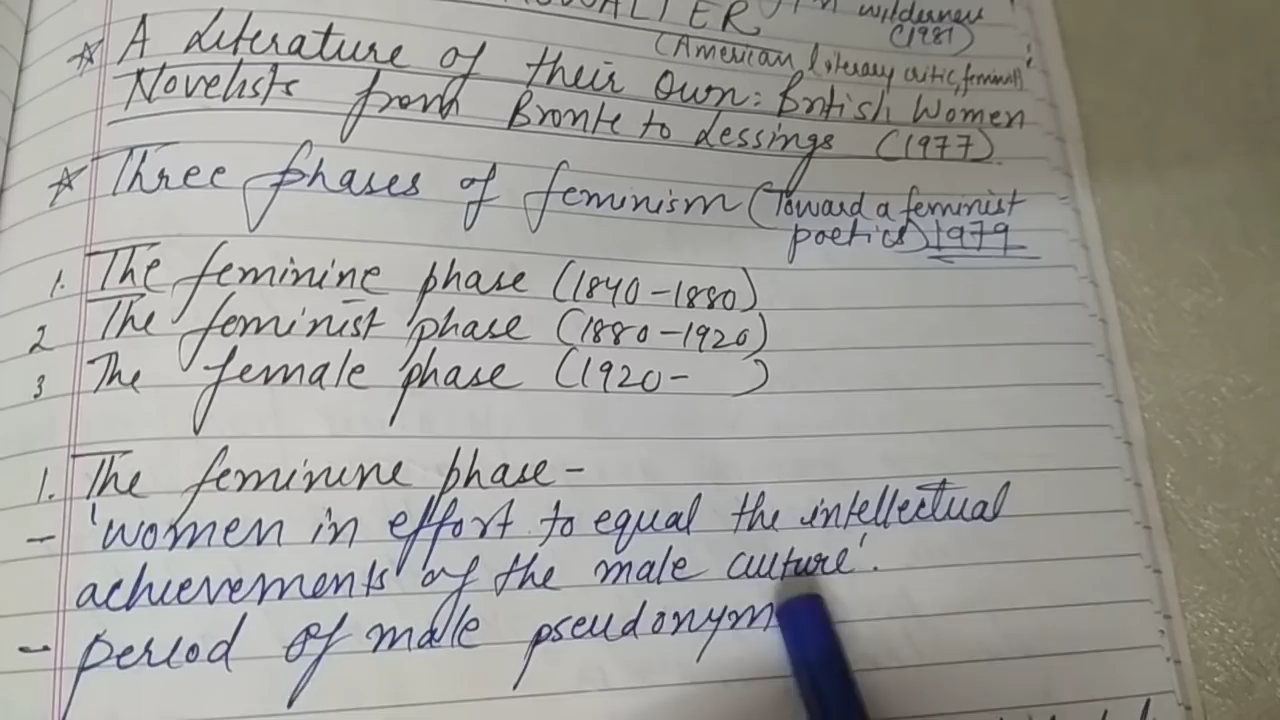 wilderness
(1981)
(American literary critic, feminist)
☆ A Literature of their Own: British Women
Novelists from Bronte to Lessings (1977)
☆ Three phases of feminism (Toward a feminist
poetics) 1979
1. The feminine phase (1840-1880)
2 The feminist phase (1880-1920)
3 The female phase (1920- )
1. The feminine phase -
- 'women in effort to equal the intellectual
achievements of the male culture'.
- period of male pseudonym